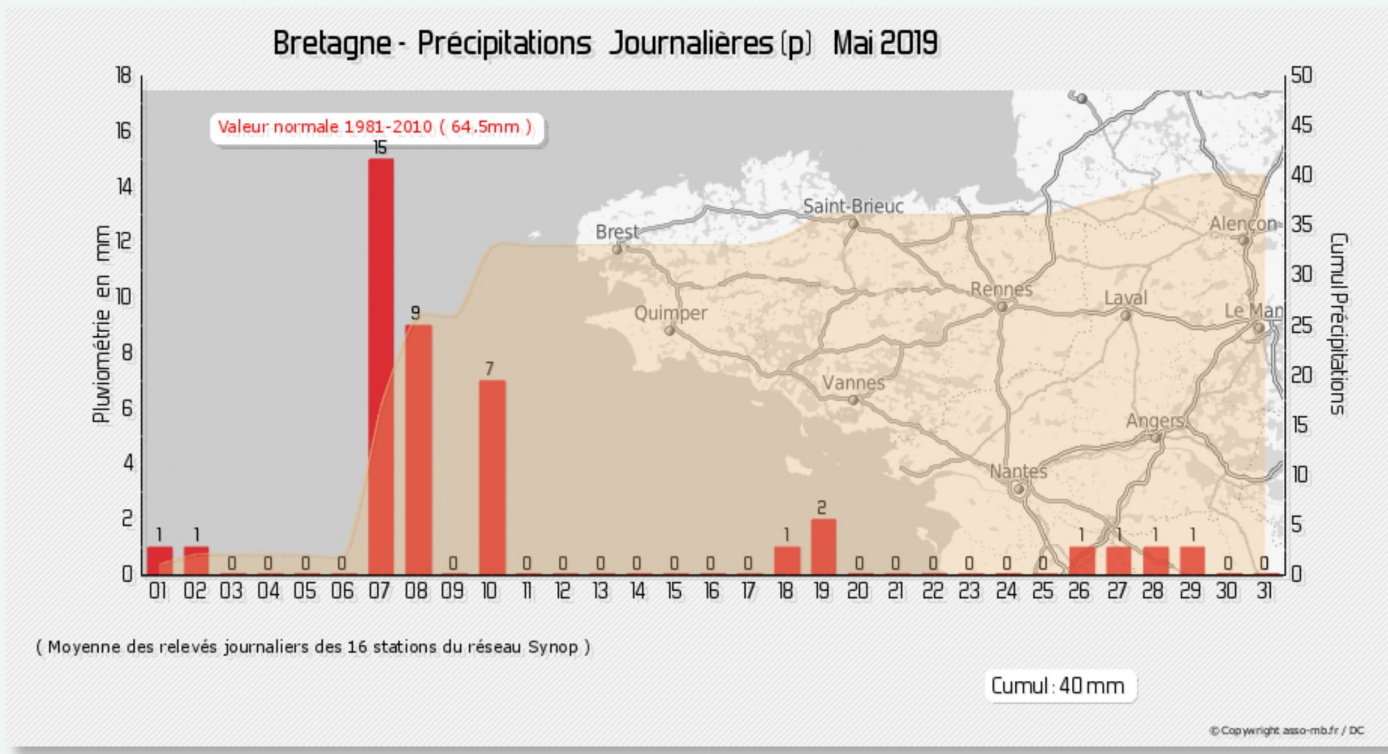 Bretagne - Précipitations Journalières (p) Mai 2019
18
16
14
12
10
8
6
4
2
0
Pluviométrie en mm
50
45
40
35
30
25
20
15
10
5
0
Cumul Précipitations
Valeur normale 1981-2010 ( 64.5mm )
Saint-Brieuc
Brest
Alençon
Rennes
Laval
Quimper
Le Man
Vannes
Angers
Nantes
1 1 0 0 0 0 15 9 0 7 0 0 0 0 0 0 0 1 2 0 0 0 0 0 0 1 1 1 1 0 0
01 02 03 04 05 06 07 08 09 10 11 12 13 14 15 16 17 18 19 20 21 22 23 24 25 26 27 28 29 30 31
( Moyenne des relevés journaliers des 16 stations du réseau Synop )
Cumul : 40 mm
© Copywright asso-mb.fr / DC